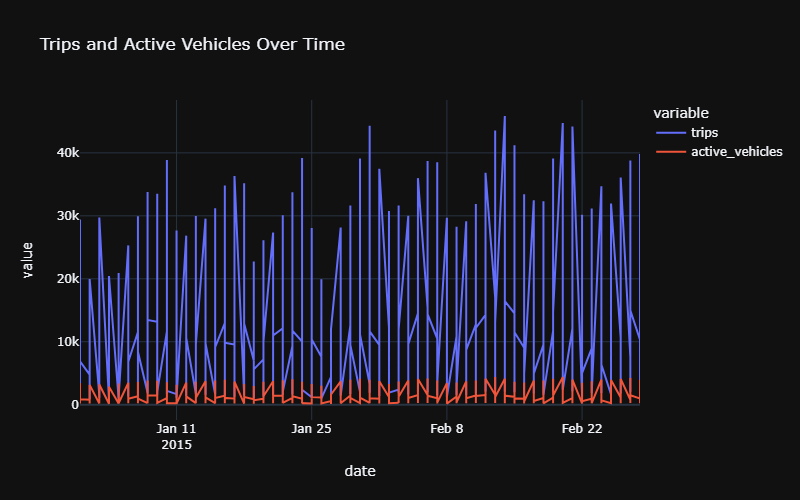 Trips and Active Vehicles Over Time
variable
trips
active_vehicles
value
40k
30k
20k
10k
0
Jan 11
2015
Jan 25
Feb 8
Feb 22
date